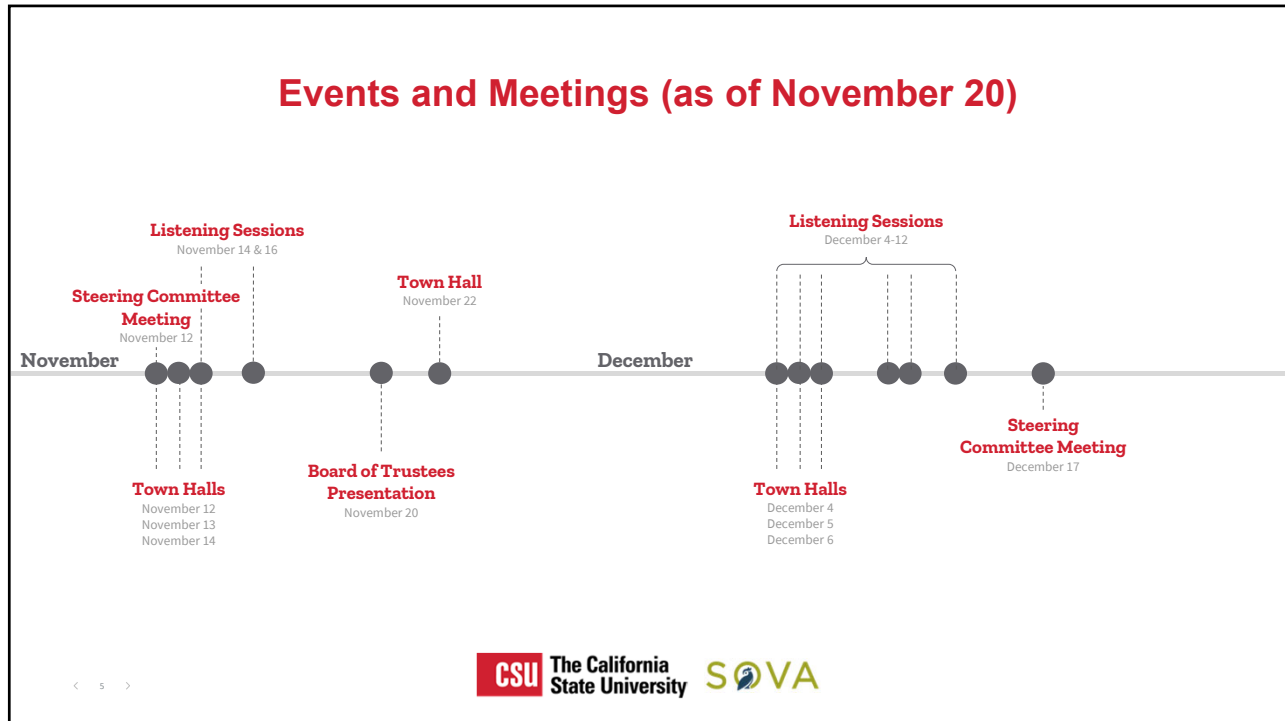 Events and Meetings (as of November 20)
Listening Sessions
November 14 & 16
Steering Committee
Meeting
November 12
Town Hall
November 22
Listening Sessions
December 4-12
November
December
Town Halls
November 12
November 13
November 14
Board of Trustees
Presentation
November 20
Town Halls
December 4
December 5
December 6
Steering
Committee Meeting
December 17
< 5 >
CSU The California
State University
SOVA